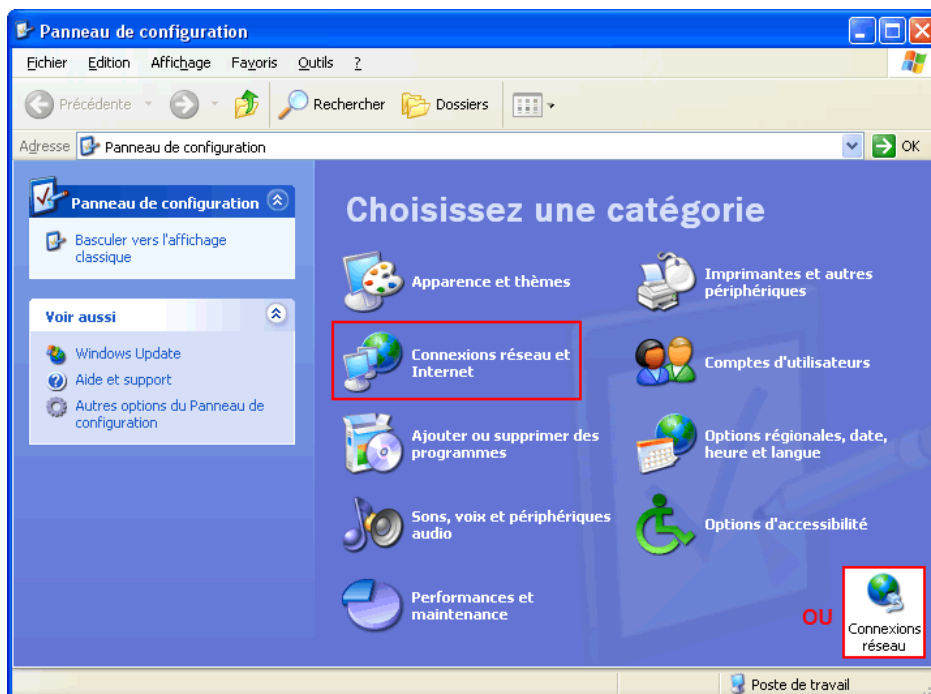 Panneau de configuration
Fichier Edition Affichage Favoris Outils ?
Précédente Rechercher Dossiers
Adresse Panneau de configuration OK
Panneau de configuration
Basculer vers l'affichage
classique
Voir aussi
Windows Update
Aide et support
Autres options du Panneau de
configuration
Choisissez une catégorie
Apparence et thèmes
Imprimantes et autres
périphériques
Connexions réseau et
Internet
Comptes d'utilisateurs
Ajouter ou supprimer des
programmes
Options régionales, date,
heure et langue
Sons, voix et périphériques
audio
Options d'accessibilité
Performances et
maintenance
OU
Connexions
réseau
Poste de travail